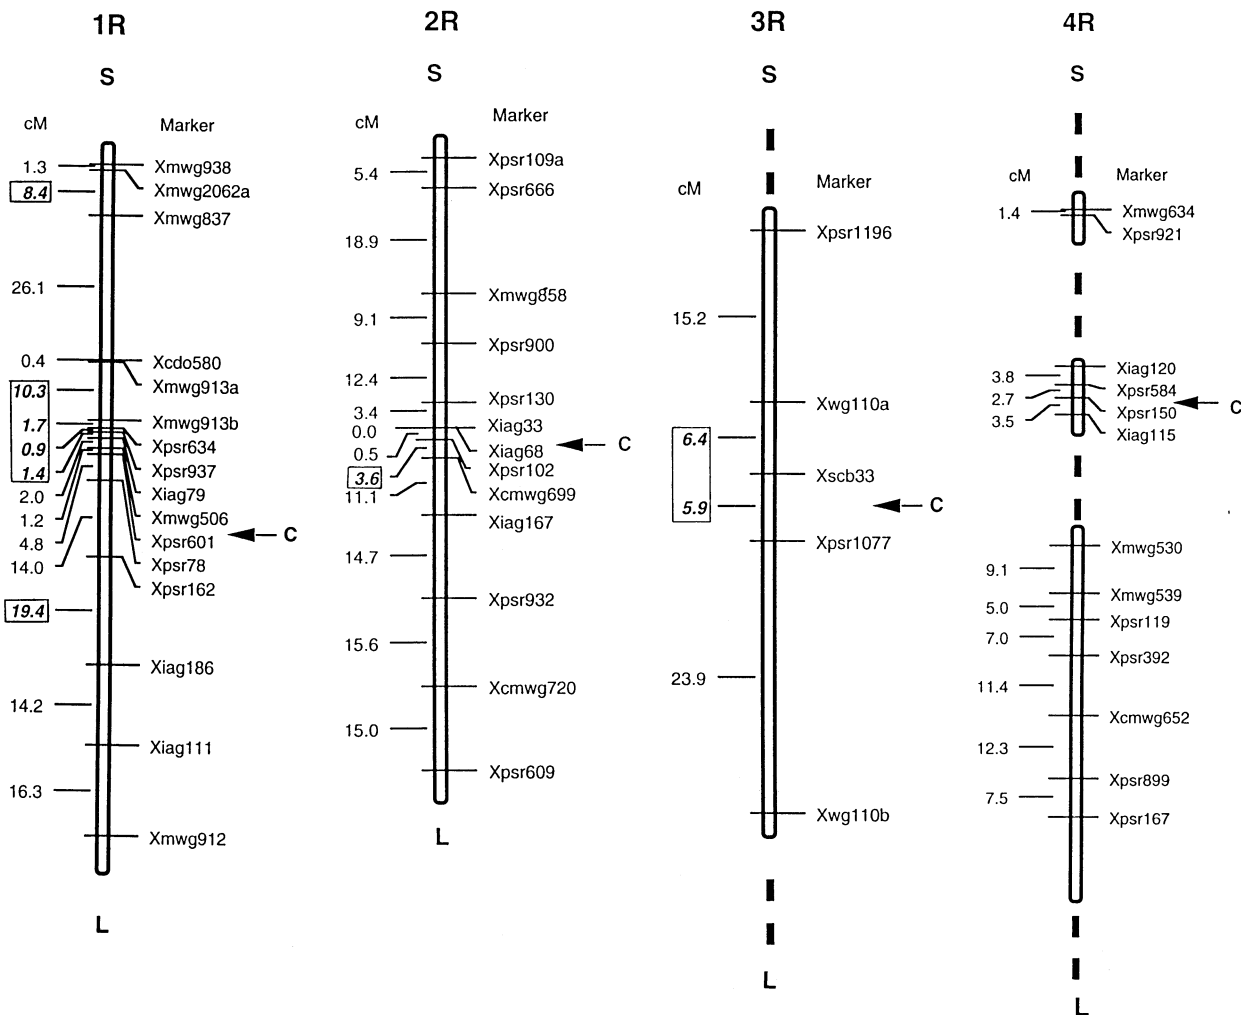 1R
S
cM Marker
1.3 Xmwg938
8.4 Xmwg2062a
Xmwg837
26.1
0.4 Xcdo580
10.3 Xmwg913a
1.7 Xmwg913b
0.9 Xpsr634
1.4 Xpsr937
2.0 Xiag79
1.2 Xmwg506
4.8 Xpsr601
C
14.0 Xpsr78
Xpsr162
19.4
Xiag186
14.2
Xiag111
16.3
Xmwg912
L
2R
S
cM Marker
Xpsr109a
5.4
Xpsr666
18.9
Xmwg858
9.1
Xpsr900
12.4
Xpsr130
3.4
0.0 Xiag33
0.5 Xiag68
C
3.6 Xpsr102
11.1 Xcmwg699
Xiag167
14.7
Xpsr932
15.6
Xcmwg720
15.0
Xpsr609
L
3R
S
cM Marker
Xpsr1196
15.2
Xwg110a
6.4
Xscb33
5.9
C
Xpsr1077
23.9
Xwg110b
L
4R
S
cM Marker
1.4 Xmwg634
Xpsr921
Xiag120
3.8
Xpsr584
2.7
Xpsr150
C
3.5
Xiag115
Xmwg530
9.1
Xmwg539
5.0
Xpsr119
7.0
Xpsr392
11.4
Xcmwg652
12.3
Xpsr899
7.5
Xpsr167
L